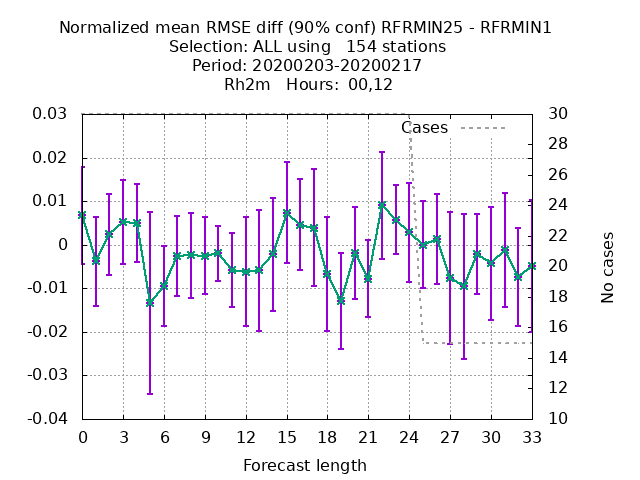 Normalized mean RMSE diff (90% conf) RFRMIN25 - RFRMIN1
Selection: ALL using   154 stations
Period: 20200203-20200217
Rh2m   Hours:  00,12
Cases
0.03
0.02
0.01
0
-0.01
-0.02
-0.03
-0.04
30
28
26
24
22
20
18
16
14
12
10
No cases
0 3 6 9 12 15 18 21 24 27 30 33
Forecast length